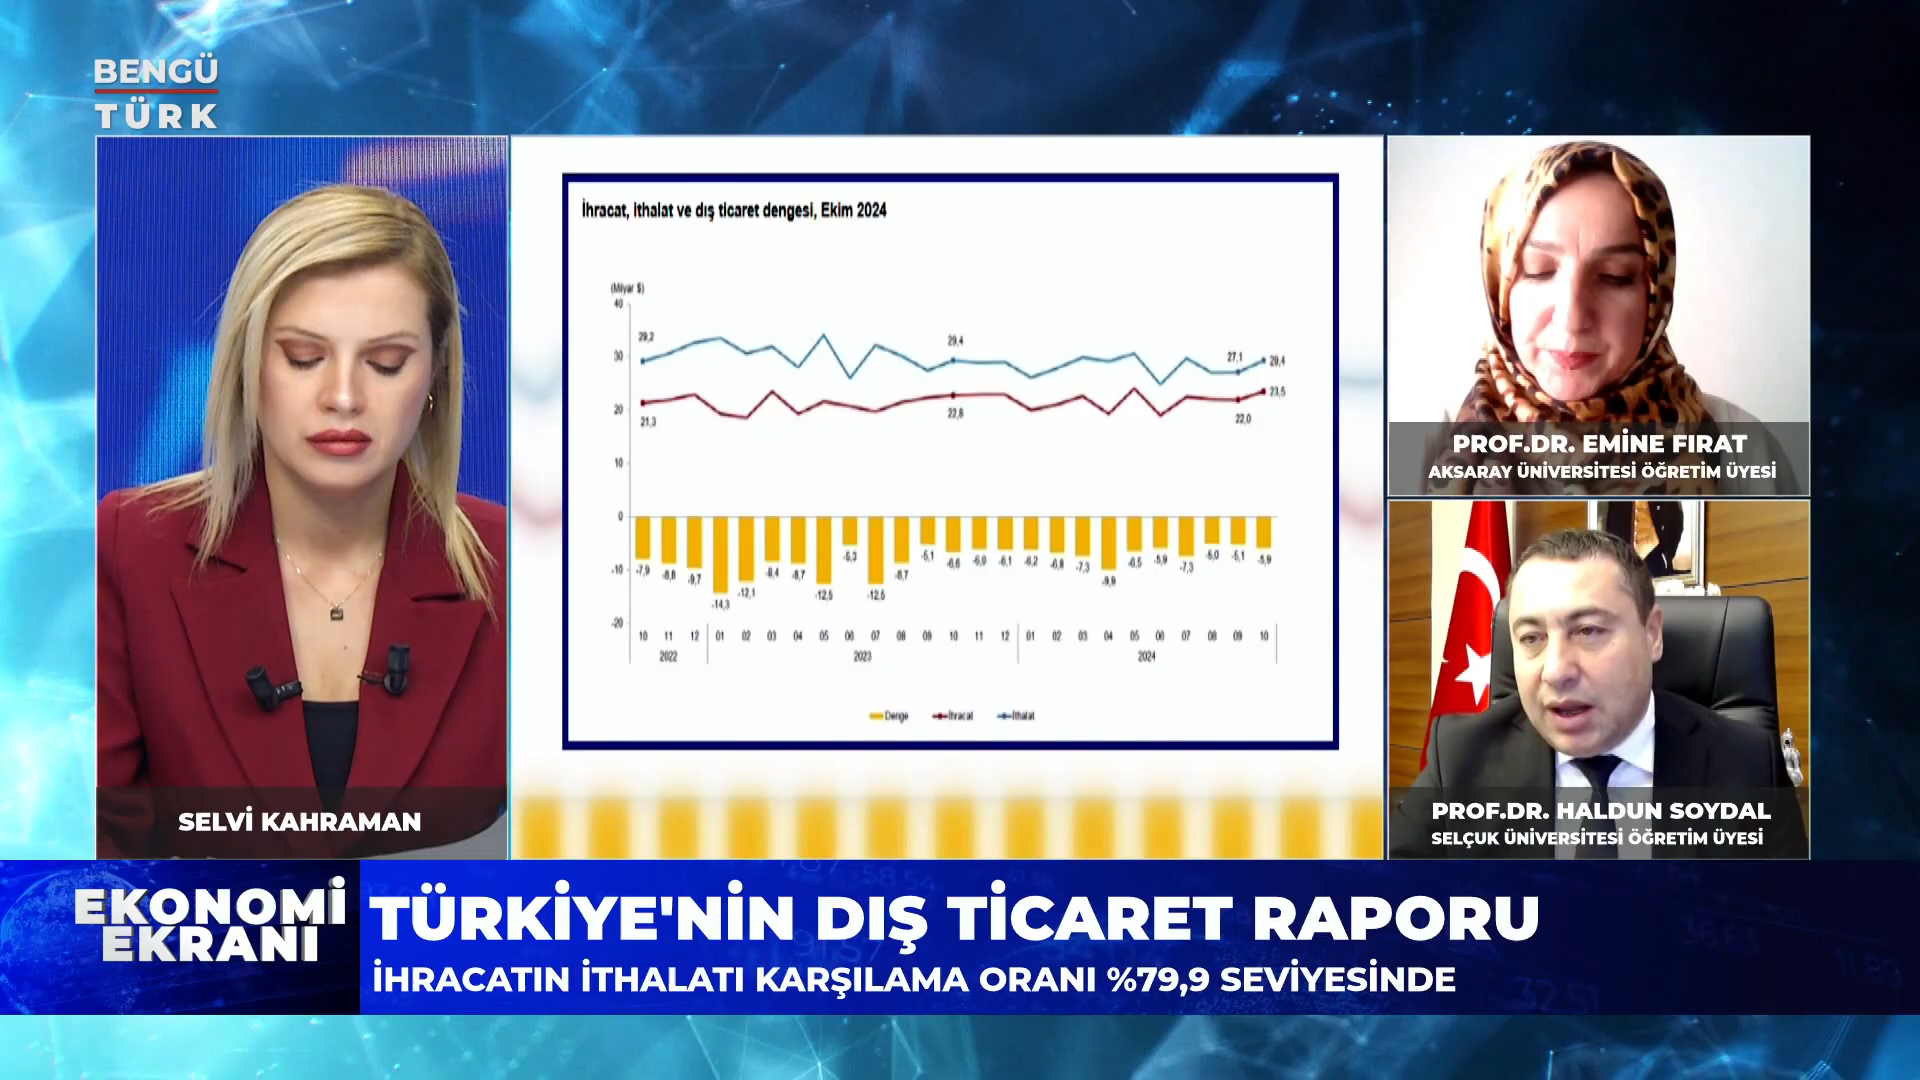 BENGÜ
TÜRK
İhracat, ithalat ve dış ticaret dengesi, Ekim 2024
(Milyar $)
40
30
20
10
0
-10
-20
29,2
29,4
27,1
29,4
21,3
22,8
22,0
23,5
-7,9 -8,8 -9,7 -14,3 -12,1 -8,4 -8,7 -12,5 -5,3 -12,5 -8,7 -5,1 -6,6 -6,0 -6,1 -6,2 -6,8 -7,3 -9,9 -6,5 -5,9 -7,3 -5,0 -5,1 -5,9
10 11 12 01 02 03 04 05 06 07 08 09 10 11 12 01 02 03 04 05 06 07 08 09 10
2022 2023 2024
Denge İhracat İthalat
PROF.DR. EMİNE FIRAT
AKSARAY ÜNİVERSİTESİ ÖĞRETİM ÜYESİ
SELVİ KAHRAMAN
PROF.DR. HALDUN SOYDAL
SELÇUK ÜNİVERSİTESİ ÖĞRETİM ÜYESİ
EKONOMİ
EKRANI
TÜRKİYE'NİN DIŞ TİCARET RAPORU
İHRACATIN İTHALATI KARŞILAMA ORANI %79,9 SEVİYESİNDE